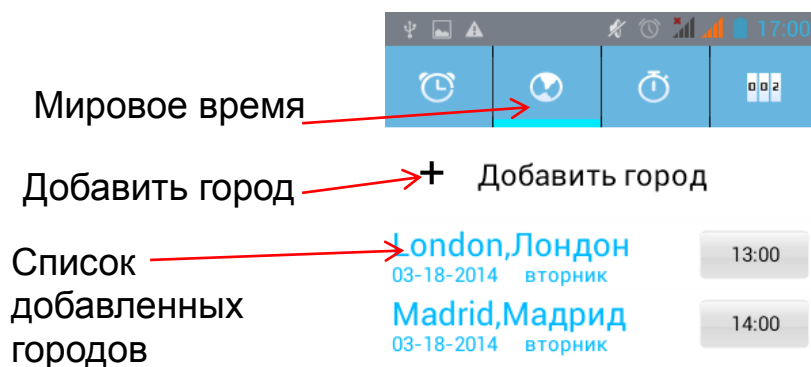 17:00
002
Мировое время
Добавить город
+ Добавить город
Список
добавленных
городов
London,Лондон
03-18-2014 вторник
13:00
Madrid,Мадрид
03-18-2014 вторник
14:00